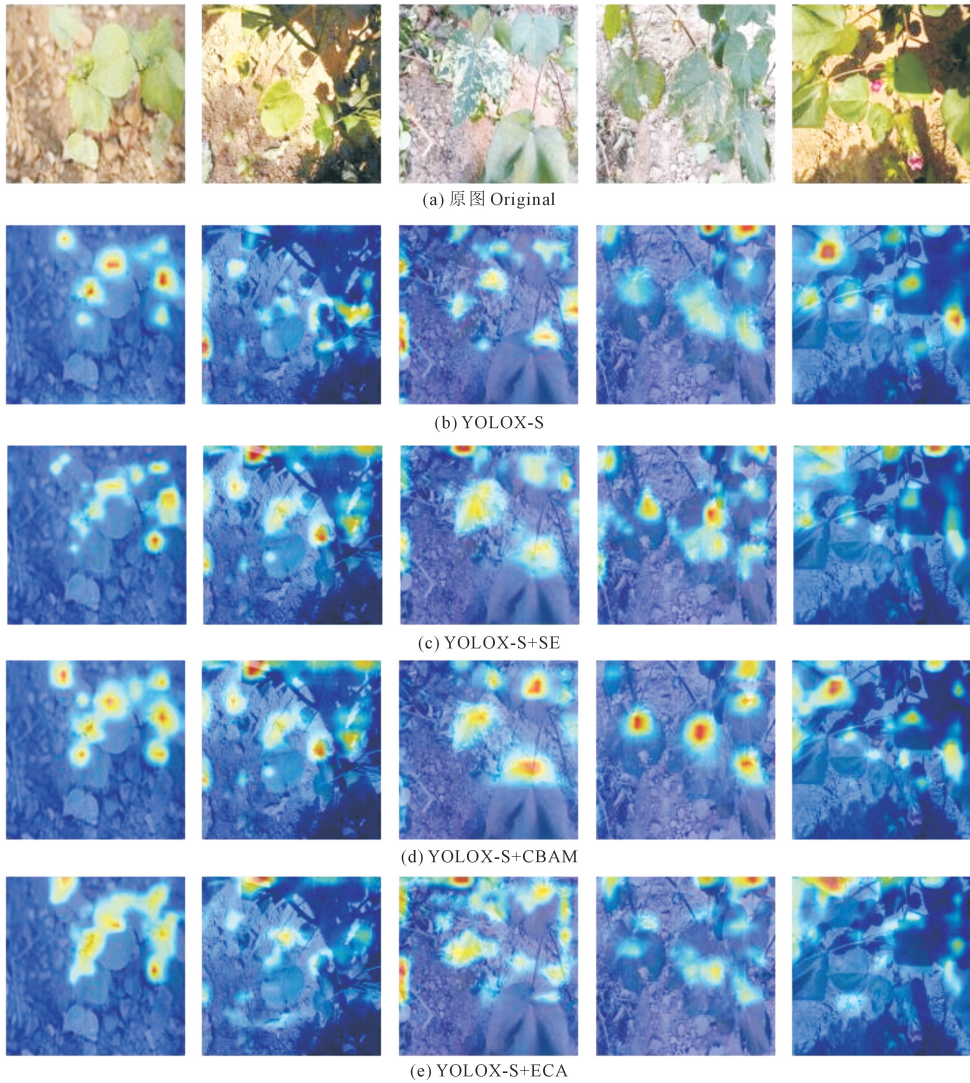 (a) 原图 Original
(b) YOLOX-S
(c) YOLOX-S+SE
(d) YOLOX-S+CBAM
(e) YOLOX-S+ECA